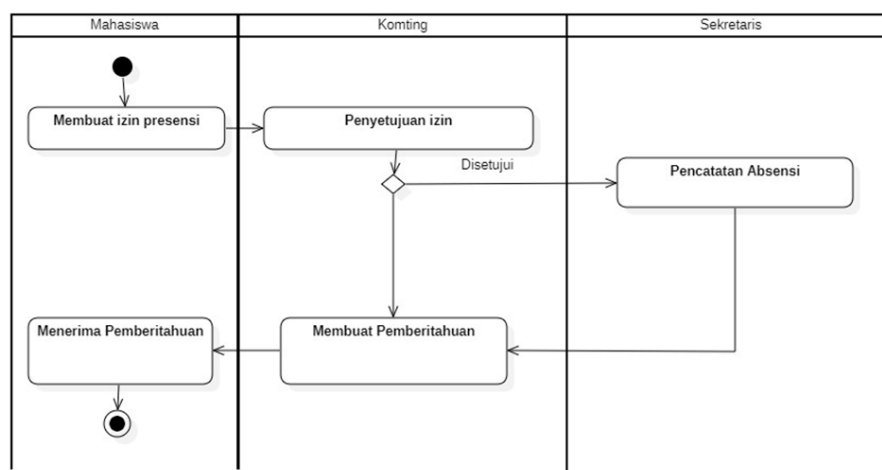 Mahasiswa
Komting
Sekretaris
Membuat izin presensi
Penyetujuan izin
Disetujui
Pencatatan Absensi
Menerima Pemberitahuan
Membuat Pemberitahuan